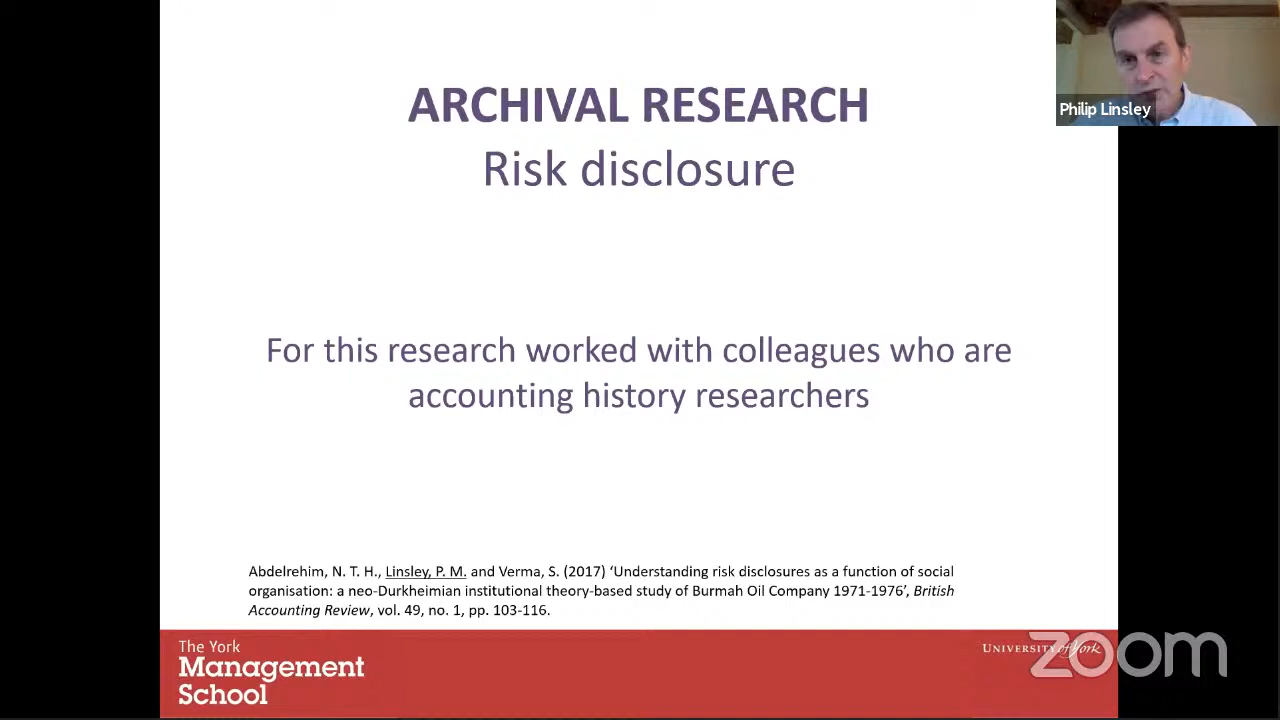 ARCHIVAL RESEARCH
Risk disclosure
Philip Linsley
For this research worked with colleagues who are
accounting history researchers
Abdelrehim, N. T. H., Linsley, P. M. and Verma, S. (2017) ‘Understanding risk disclosures as a function of social
organisation: a neo-Durkheimian institutional theory-based study of Burmah Oil Company 1971-1976’, British
Accounting Review, vol. 49, no. 1, pp. 103-116.
The York
Management
School
UNIVERSITY of York
zoom